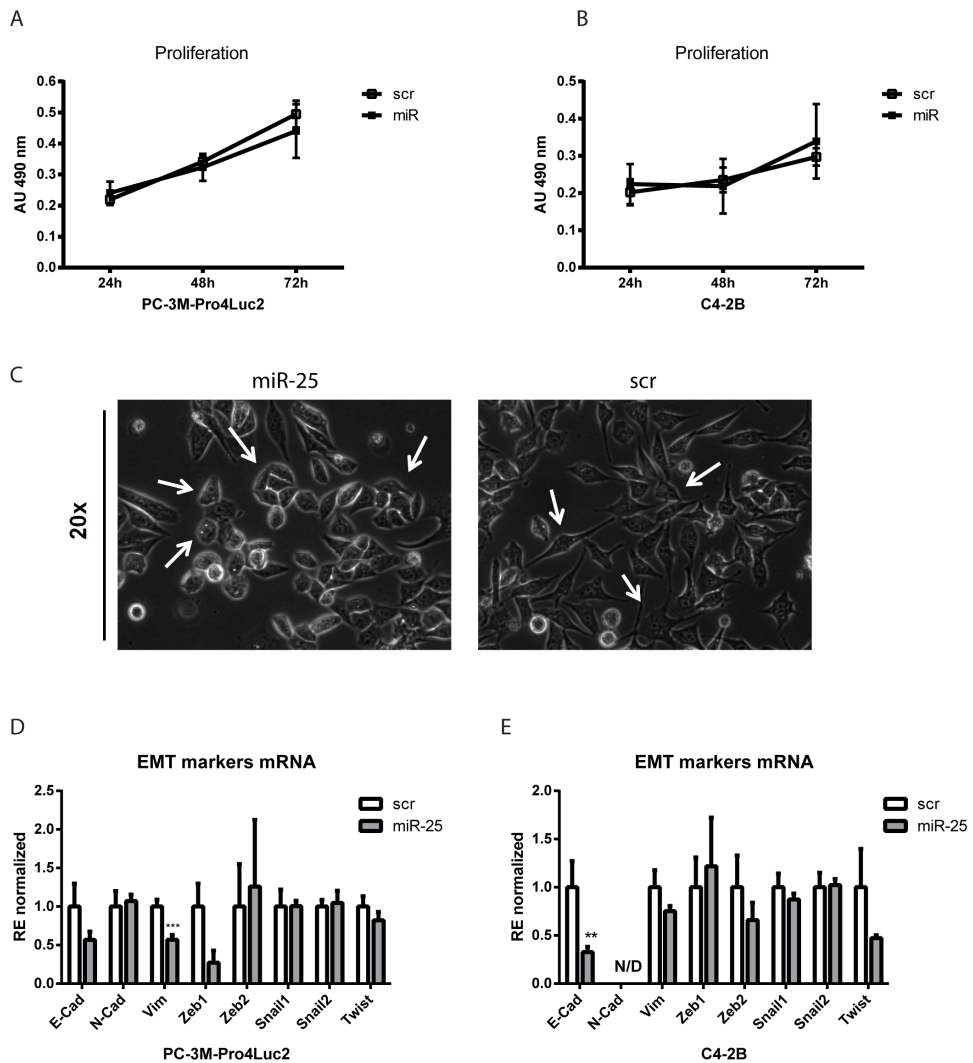 A
Proliferation
0.6
0.5
0.4
0.3
0.2
0.1
0.0
AU 490 nm
24h 48h 72h
PC-3M-Pro4Luc2
scr
miR
B
Proliferation
0.5
0.4
0.3
0.2
0.1
0.0
AU 490 nm
24h 48h 72h
C4-2B
scr
miR
C
miR-25
scr
20x
D
EMT markers mRNA
2.5
2.0
1.5
1.0
0.5
0.0
RE normalized
***
E-Cad N-Cad Vim Zeb1 Zeb2 Snail1 Snail2 Twist
PC-3M-Pro4Luc2
scr
miR-25
E
EMT markers mRNA
2.0
1.5
1.0
0.5
0.0
RE normalized
**
N/D
E-Cad N-Cad Vim Zeb1 Zeb2 Snail1 Snail2 Twist
C4-2B
scr
miR-25